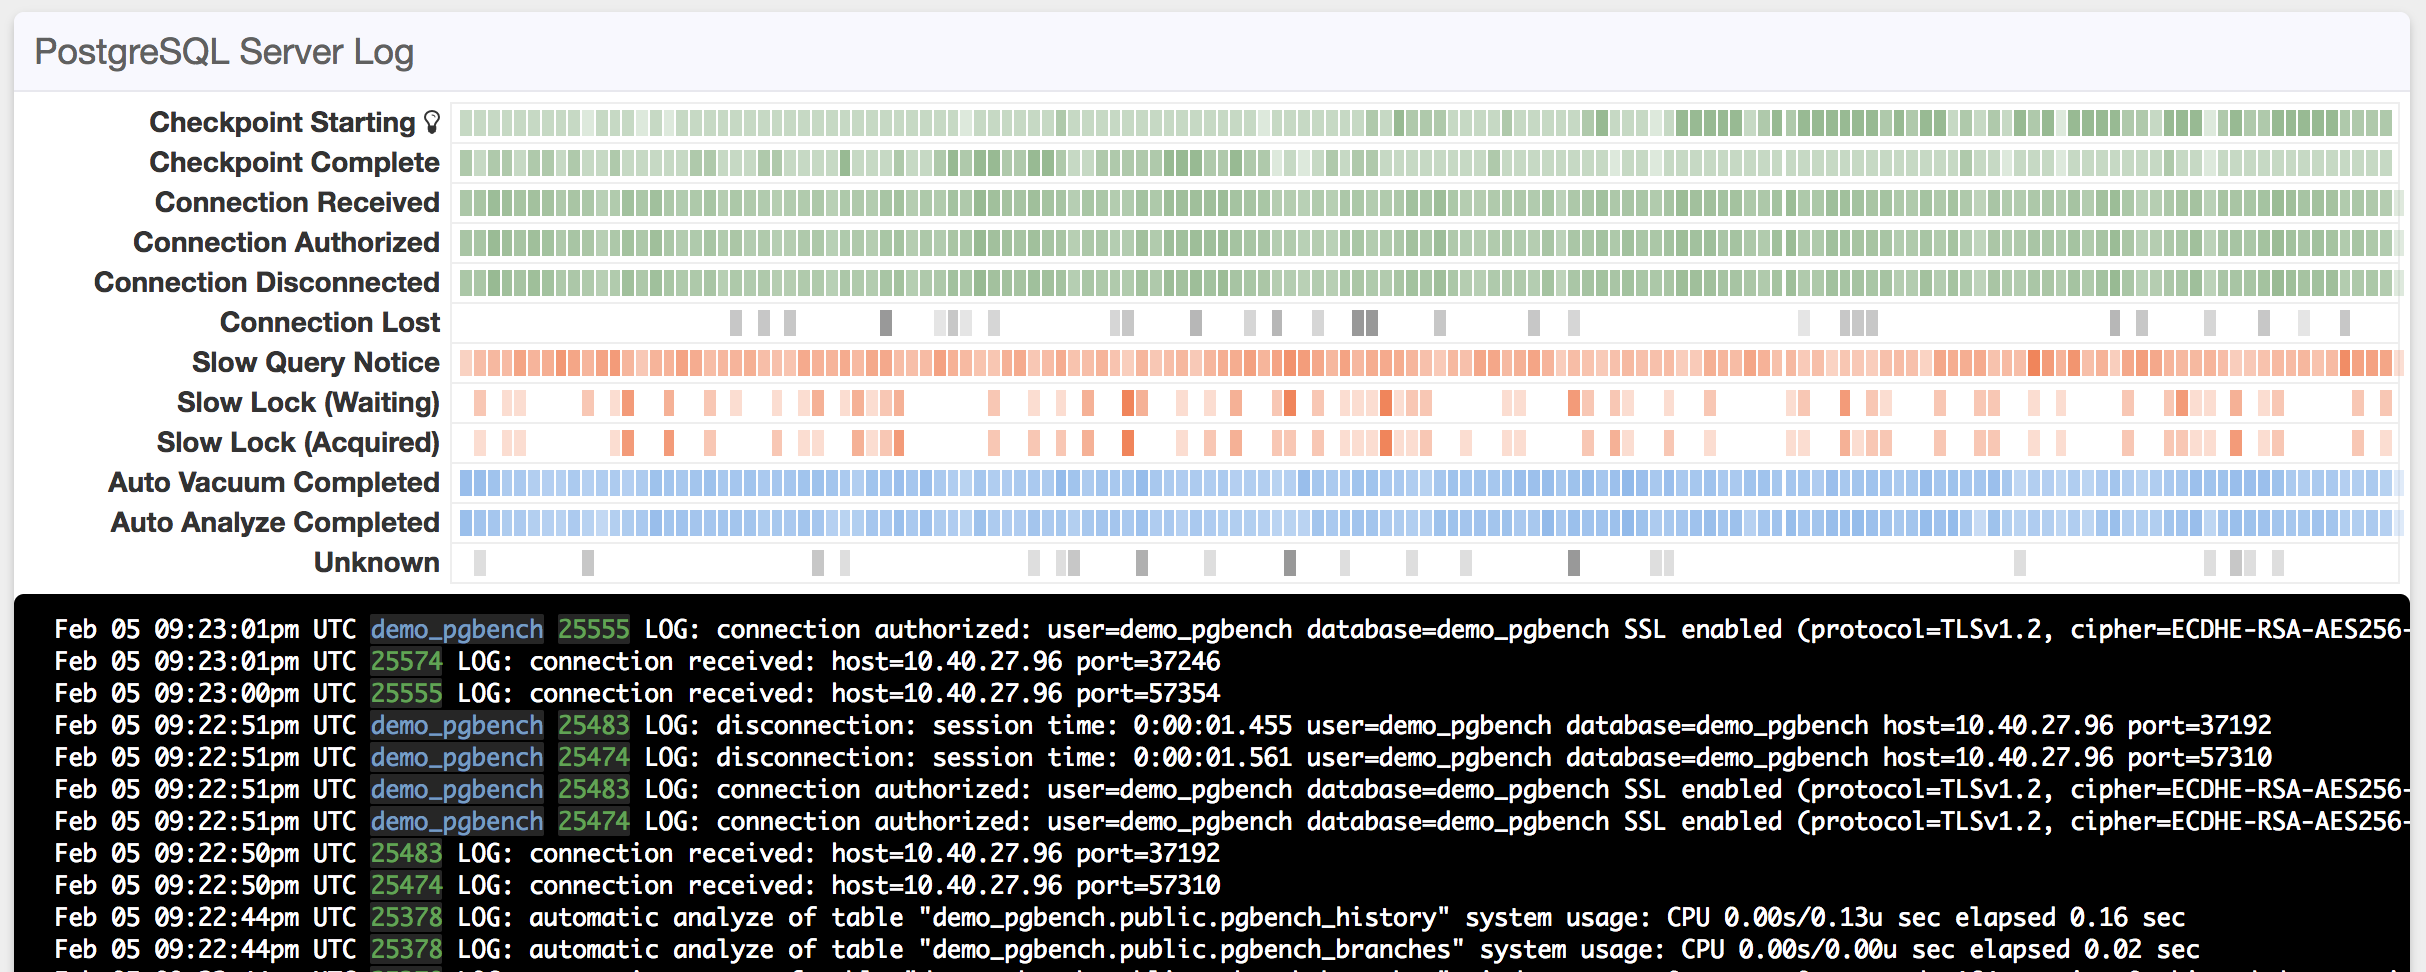 PostgreSQL Server Log
Checkpoint Starting
Checkpoint Complete
Connection Received
Connection Authorized
Connection Disconnected
Connection Lost
Slow Query Notice
Slow Lock (Waiting)
Slow Lock (Acquired)
Auto Vacuum Completed
Auto Analyze Completed
Unknown
Feb 05 09:23:01pm UTC demo_pgbench 25555 LOG: connection authorized: user=demo_pgbench database=demo_pgbench SSL enabled (protocol=TLSv1.2, cipher=ECDHE-RSA-AES256-
Feb 05 09:23:01pm UTC 25574 LOG: connection received: host=10.40.27.96 port=37246
Feb 05 09:23:00pm UTC 25555 LOG: connection received: host=10.40.27.96 port=57354
Feb 05 09:22:51pm UTC demo_pgbench 25483 LOG: disconnection: session time: 0:00:01.455 user=demo_pgbench database=demo_pgbench host=10.40.27.96 port=37192
Feb 05 09:22:51pm UTC demo_pgbench 25474 LOG: disconnection: session time: 0:00:01.561 user=demo_pgbench database=demo_pgbench host=10.40.27.96 port=57310
Feb 05 09:22:51pm UTC demo_pgbench 25483 LOG: connection authorized: user=demo_pgbench database=demo_pgbench SSL enabled (protocol=TLSv1.2, cipher=ECDHE-RSA-AES256-
Feb 05 09:22:51pm UTC demo_pgbench 25474 LOG: connection authorized: user=demo_pgbench database=demo_pgbench SSL enabled (protocol=TLSv1.2, cipher=ECDHE-RSA-AES256-
Feb 05 09:22:50pm UTC 25483 LOG: connection received: host=10.40.27.96 port=37192
Feb 05 09:22:50pm UTC 25474 LOG: connection received: host=10.40.27.96 port=57310
Feb 05 09:22:44pm UTC 25378 LOG: automatic analyze of table "demo_pgbench.public.pgbench_history" system usage: CPU 0.00s/0.13u sec elapsed 0.16 sec
Feb 05 09:22:44pm UTC 25378 LOG: automatic analyze of table "demo_pgbench.public.pgbench_branches" system usage: CPU 0.00s/0.00u sec elapsed 0.02 sec